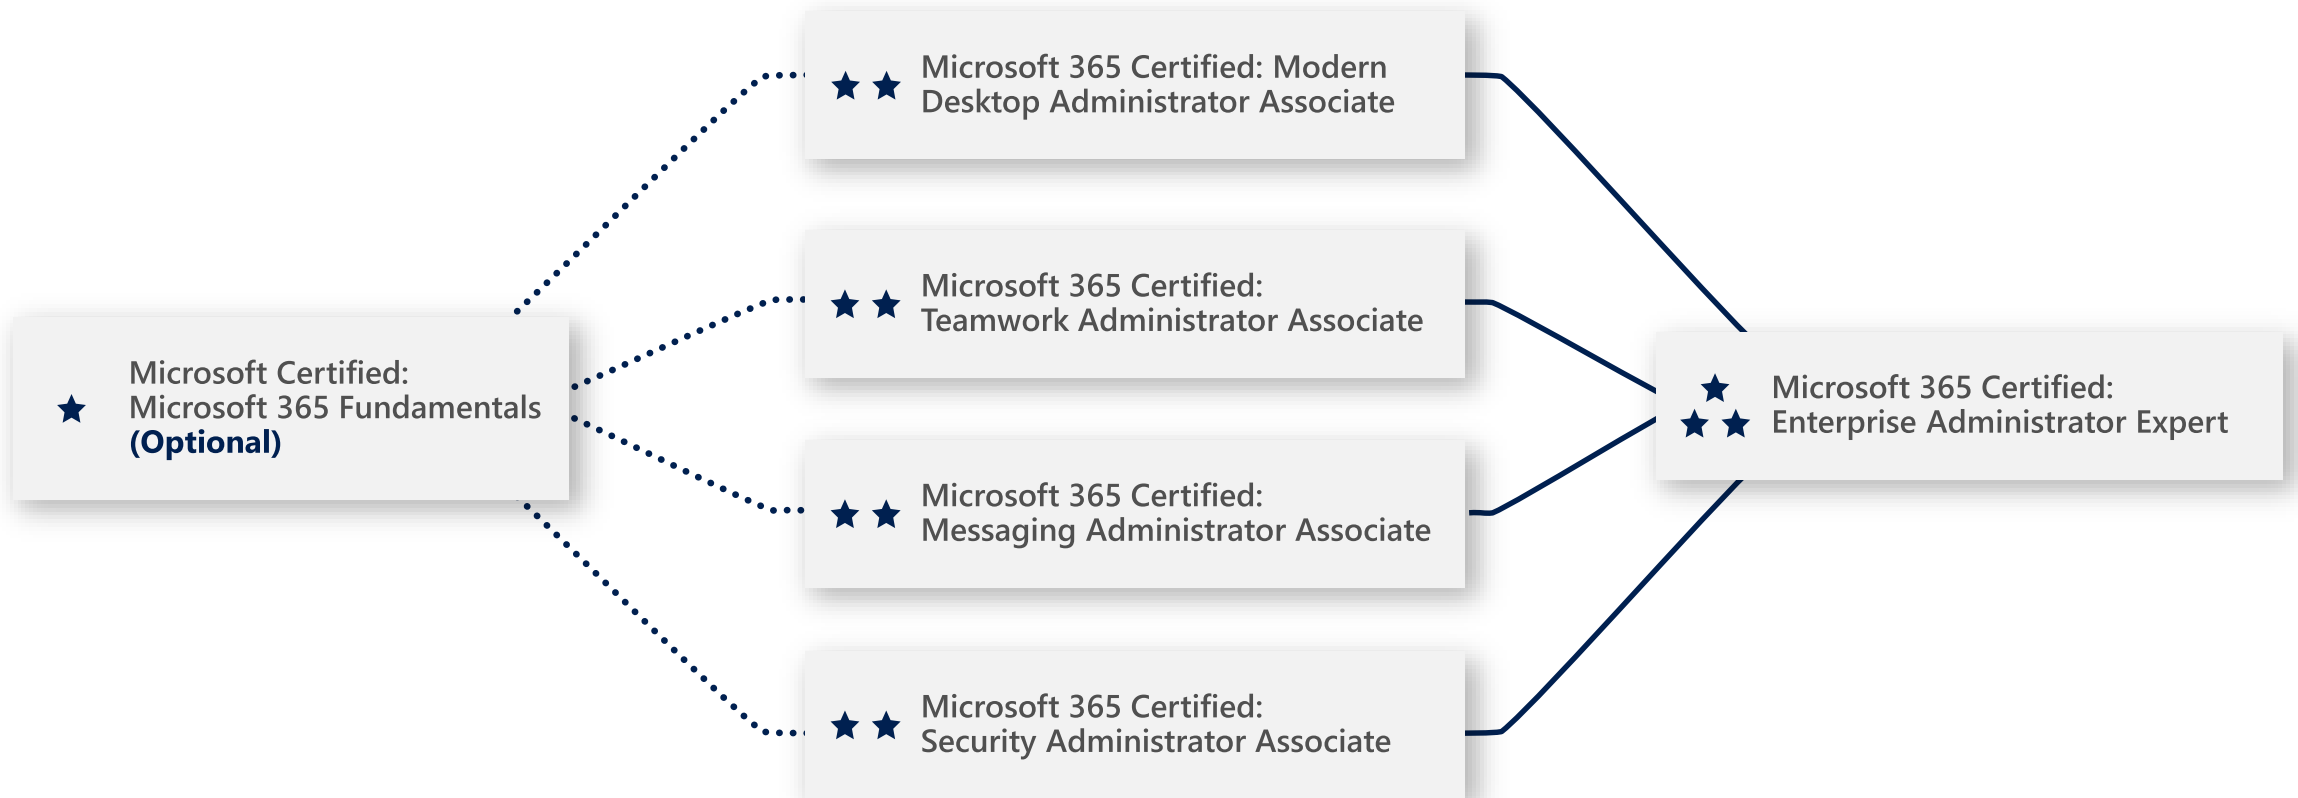 Microsoft 365 Certified: Modern
Desktop Administrator Associate
Microsoft 365 Certified:
Teamwork Administrator Associate
Microsoft Certified:
Microsoft 365 Fundamentals
(Optional)
Microsoft 365 Certified:
Enterprise Administrator Expert
Microsoft 365 Certified:
Messaging Administrator Associate
Microsoft 365 Certified:
Security Administrator Associate